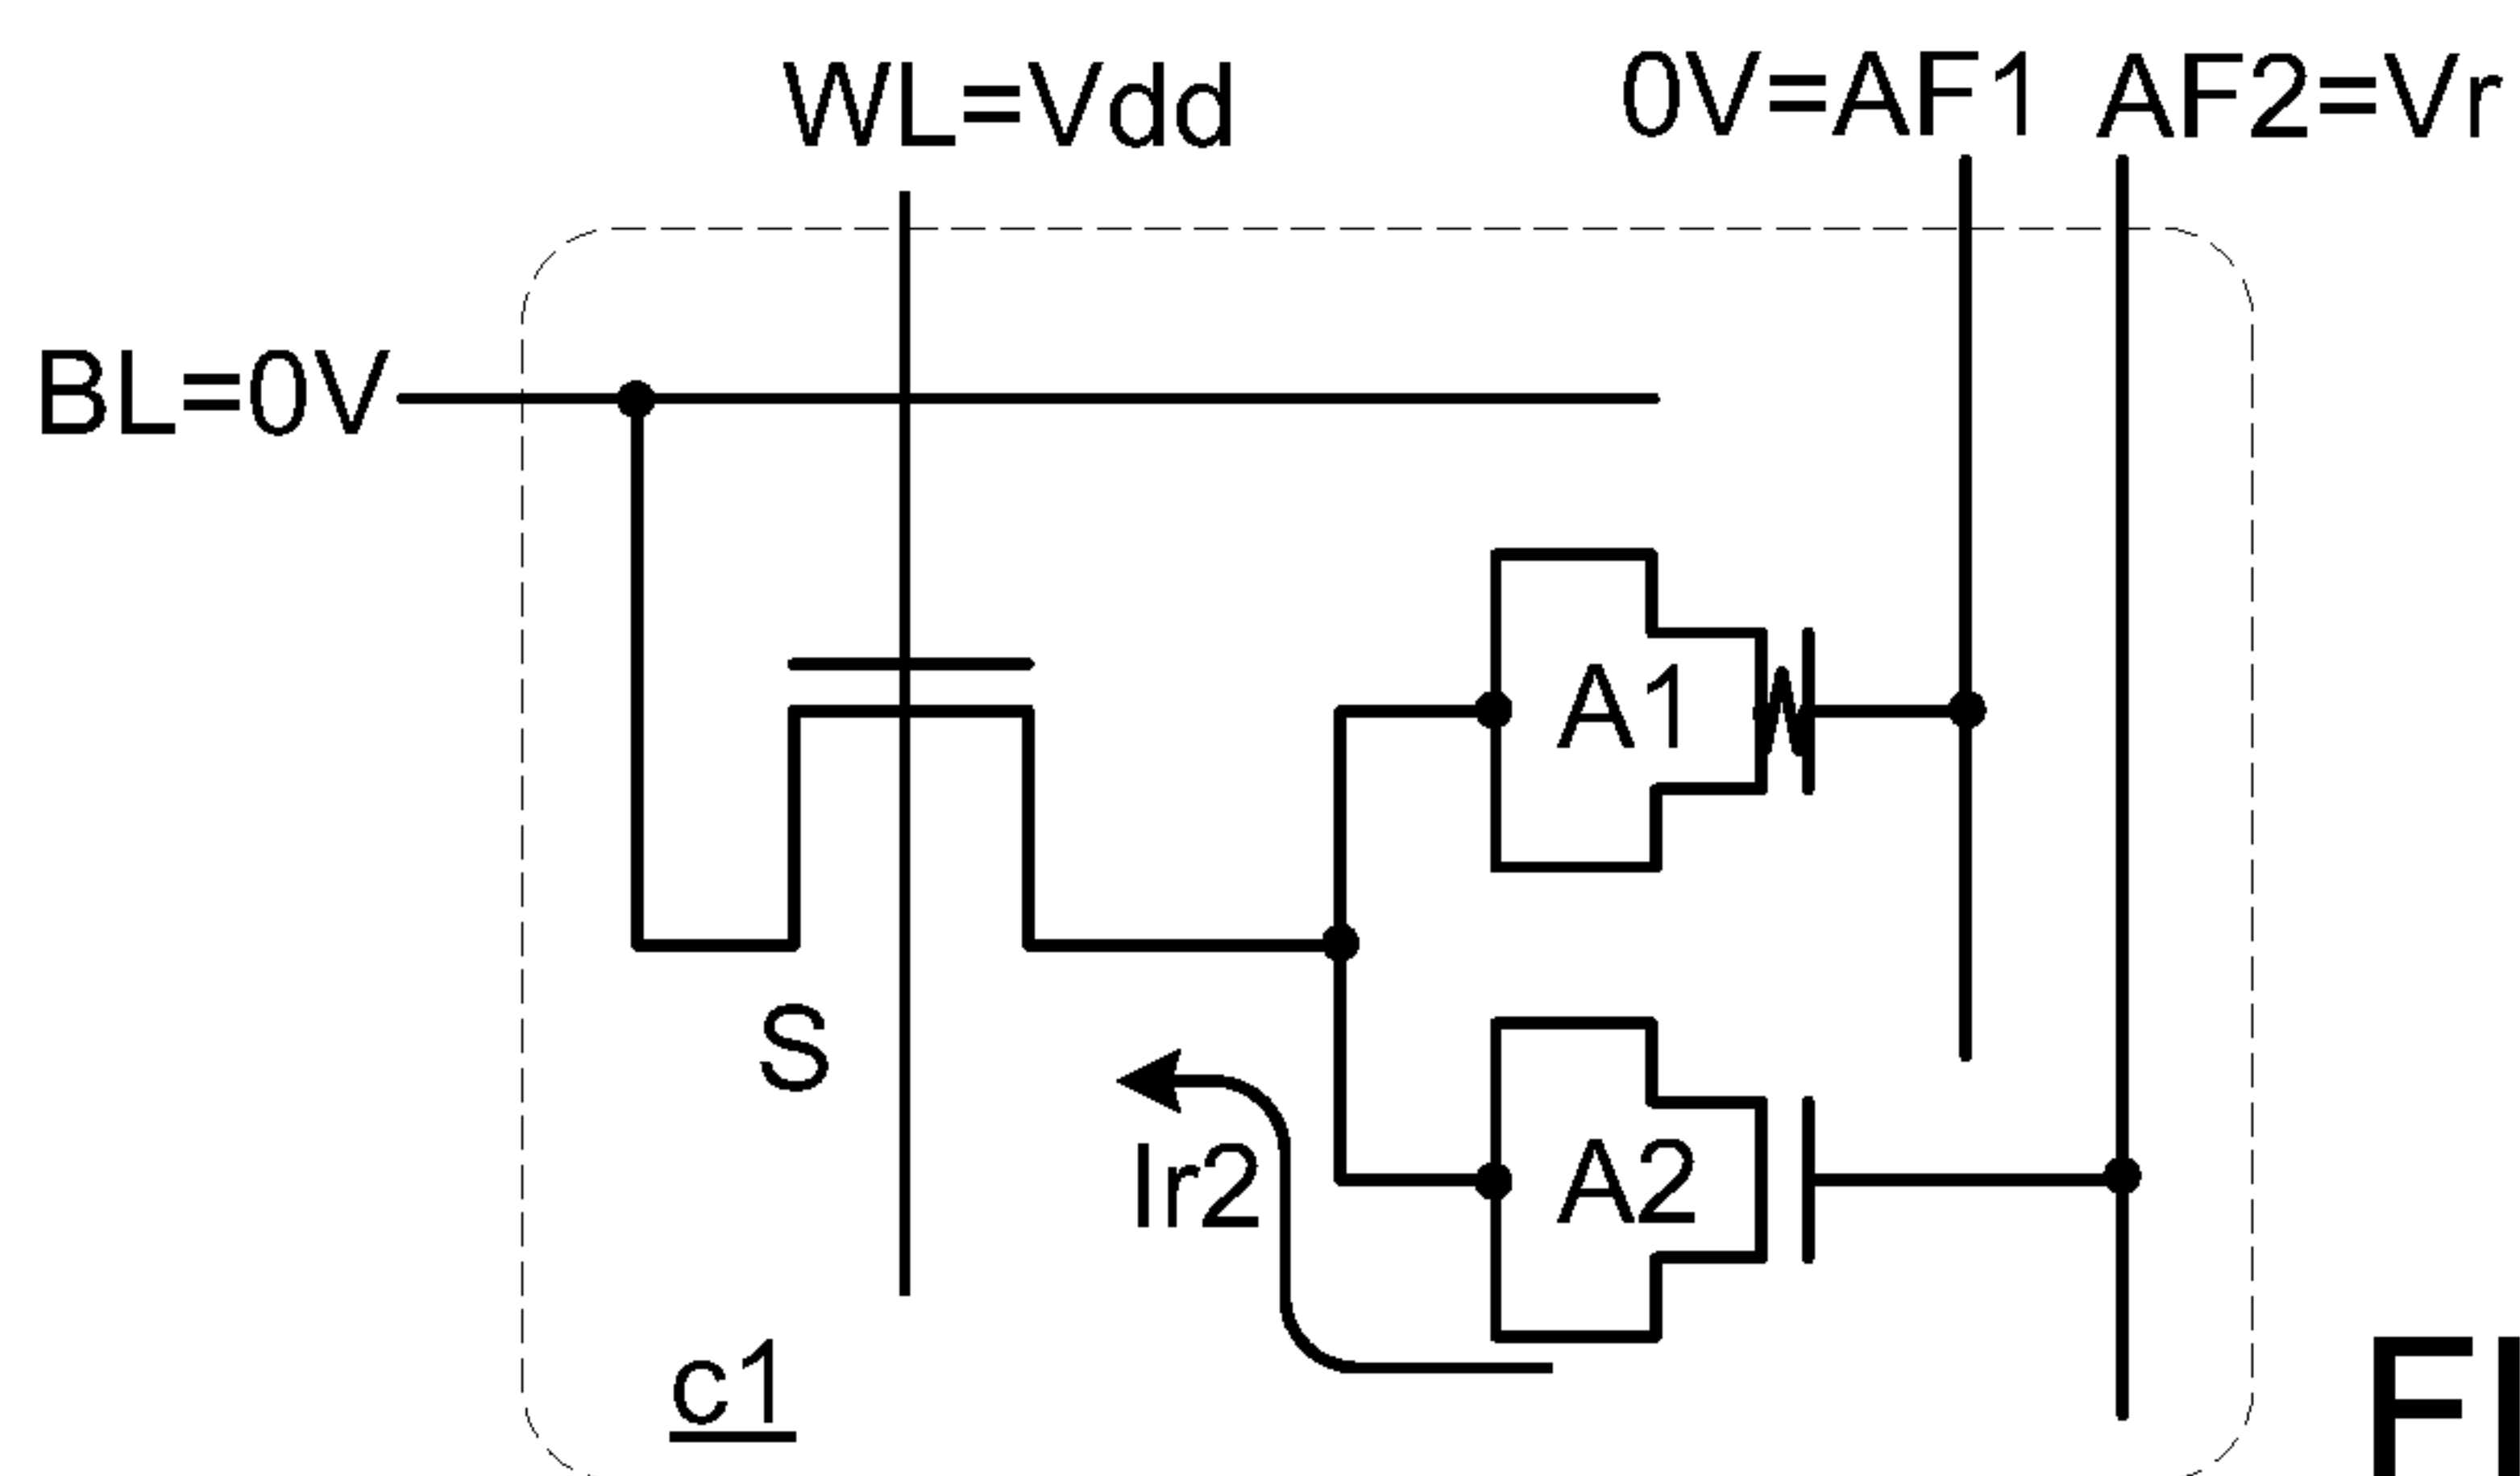 WL=Vdd
0V=AF1
AF2=Vr
BL=0V
A1
S
A2
Ir2
c1